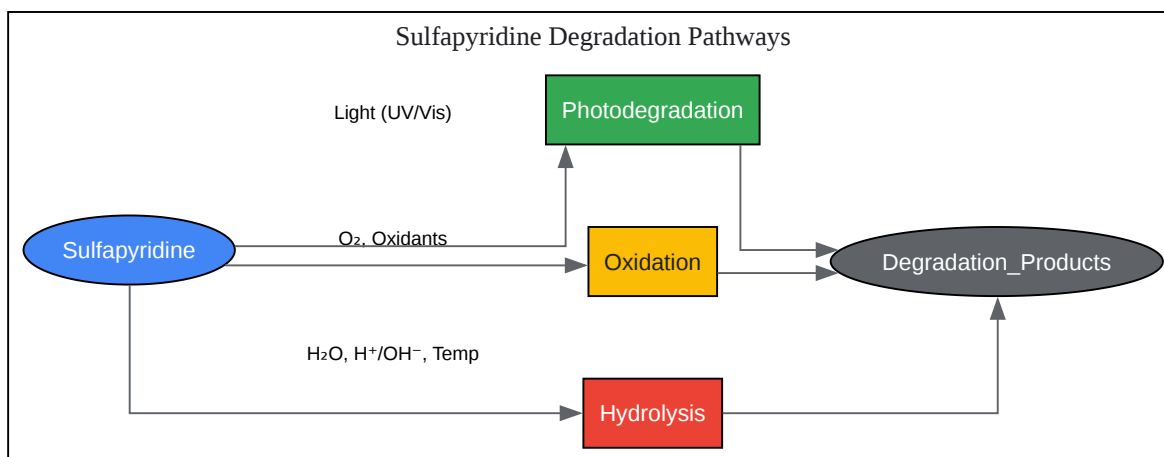 Sulfapyridine Degradation Pathways
Light (UV/Vis)
Photodegradation
Sulfapyridine
O₂, Oxidants
Oxidation
Degradation_Products
H₂O, H⁺/OH⁻, Temp
Hydrolysis